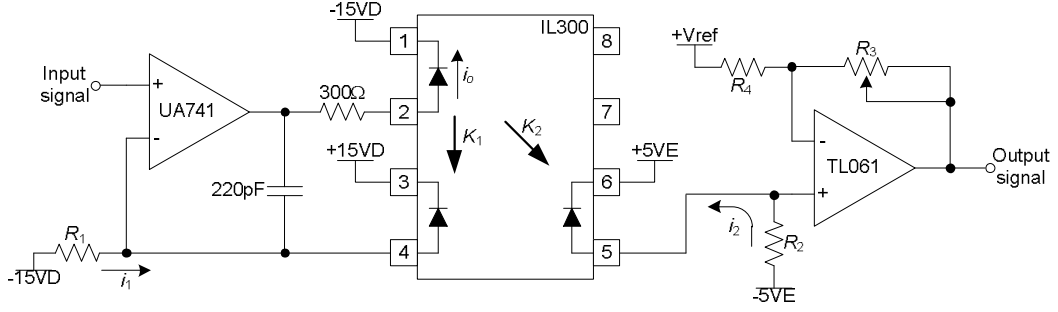 -15VD
IL300
1
8
+Vref
R3
Input
signal
+
UA741
-
300Ω
2
io
7
R4
K1
K2
+15VD
+5VE
3
6
-
TL061
+
Output
signal
220pF
i2
R2
R1
4
5
-15VD
i1
-5VE